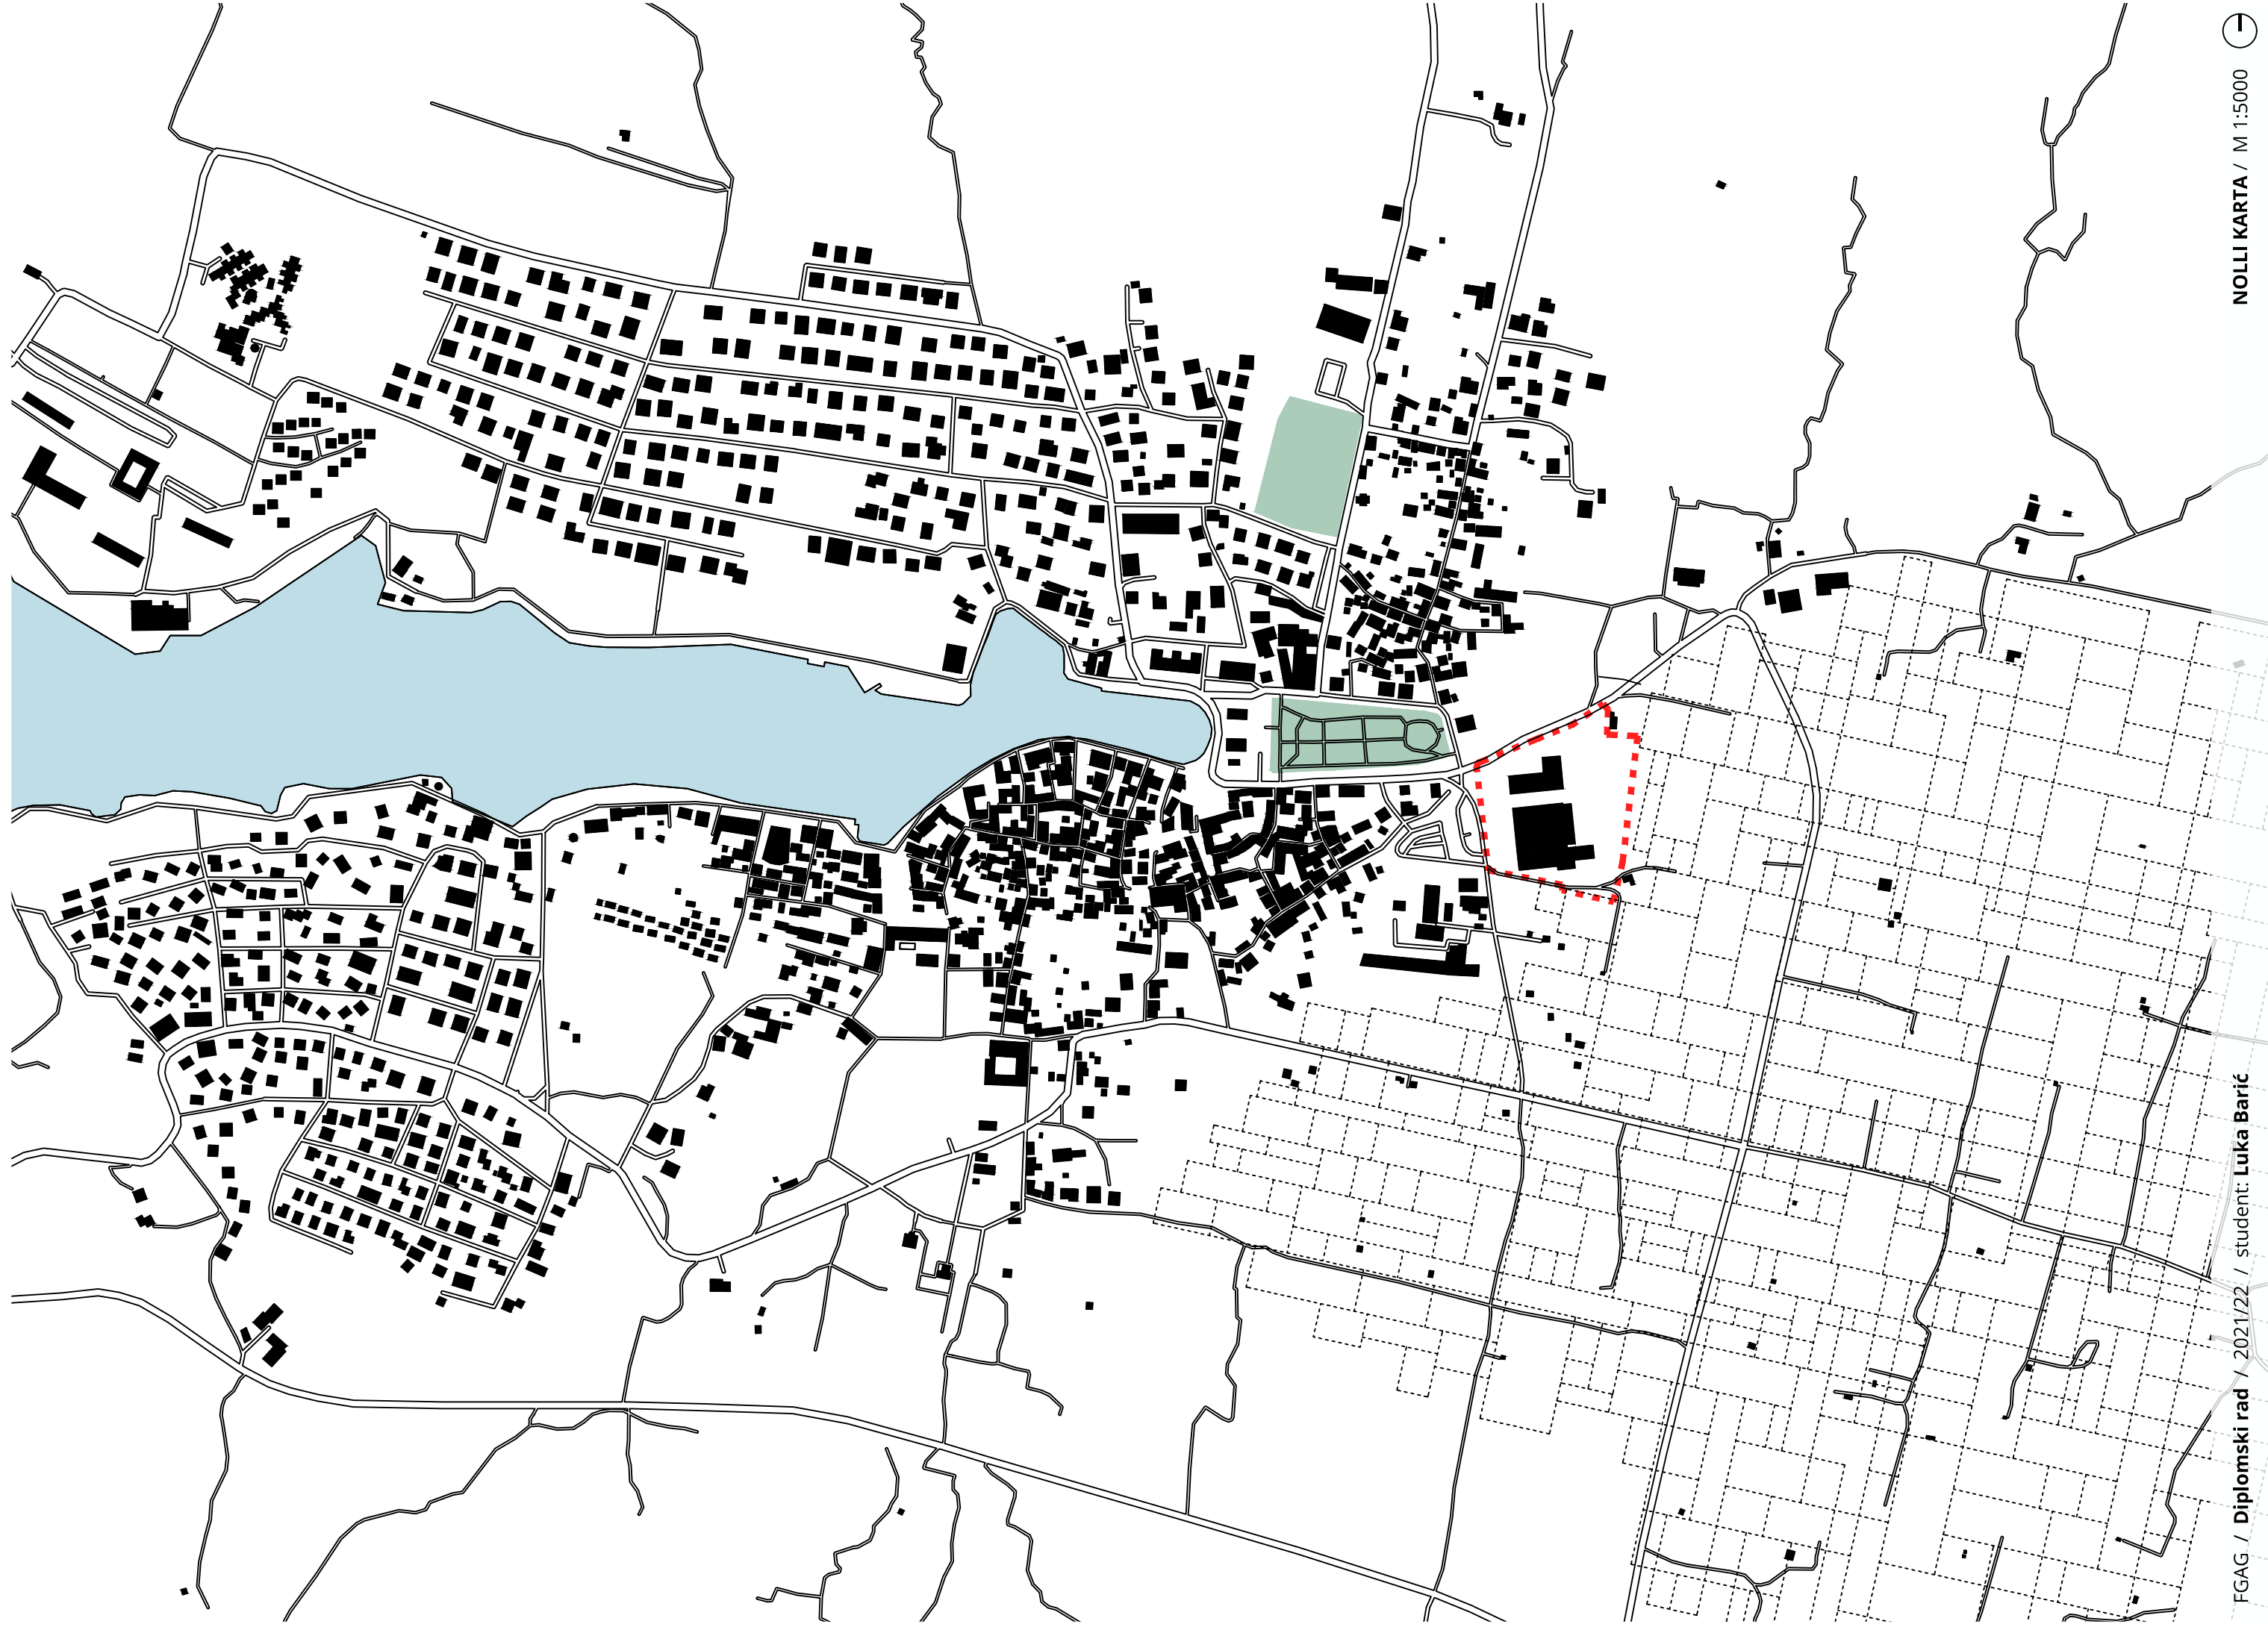 NOLLI KARTA / M 1:5000
FGAG / Diplomski rad / 2021/22 / student: Luka Barić